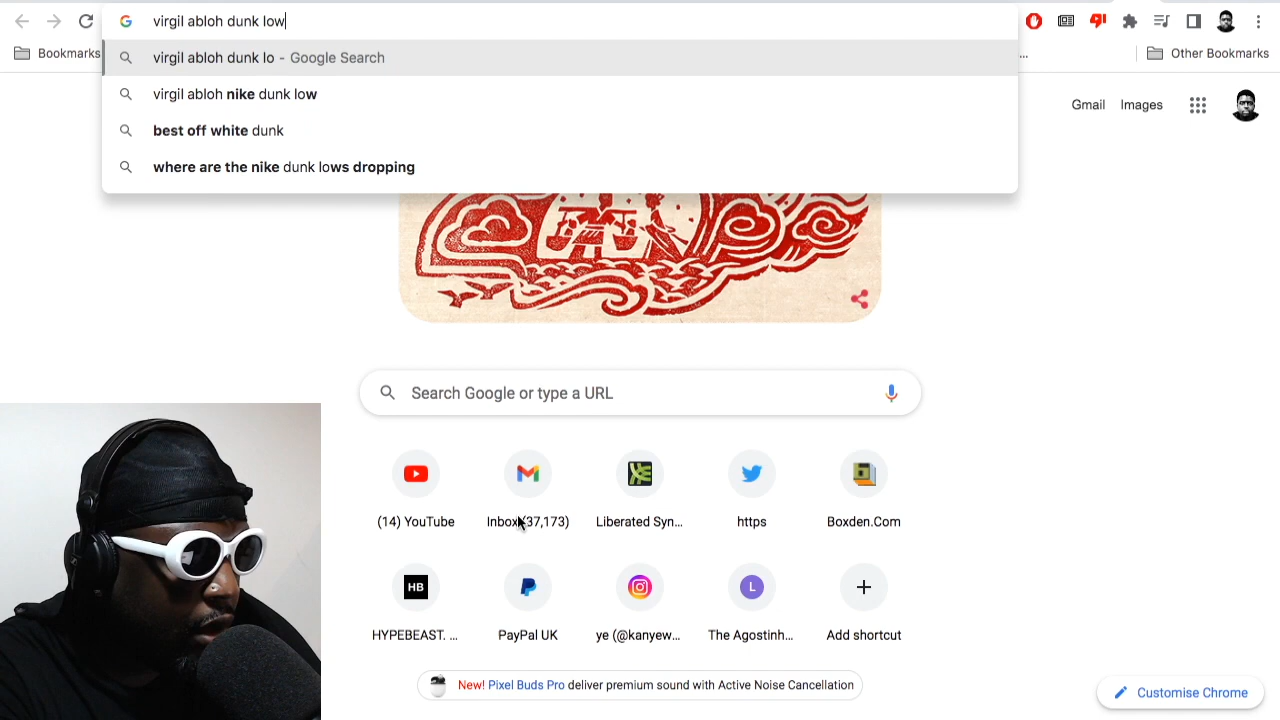 virgil abloh dunk low
Bookmarks
virgil abloh dunk lo - Google Search
...
Other Bookmarks
virgil abloh nike dunk low
best off white dunk
where are the nike dunk lows dropping
Gmail Images
Search Google or type a URL
(14) YouTube
Inbox (37,173)
Liberated Syn...
https
Boxden.Com
HB
L
HYPEBEAST. ...
PayPal UK
ye (@kanyew...
The Agostinh...
Add shortcut
New! Pixel Buds Pro deliver premium sound with Active Noise Cancellation
Customise Chrome